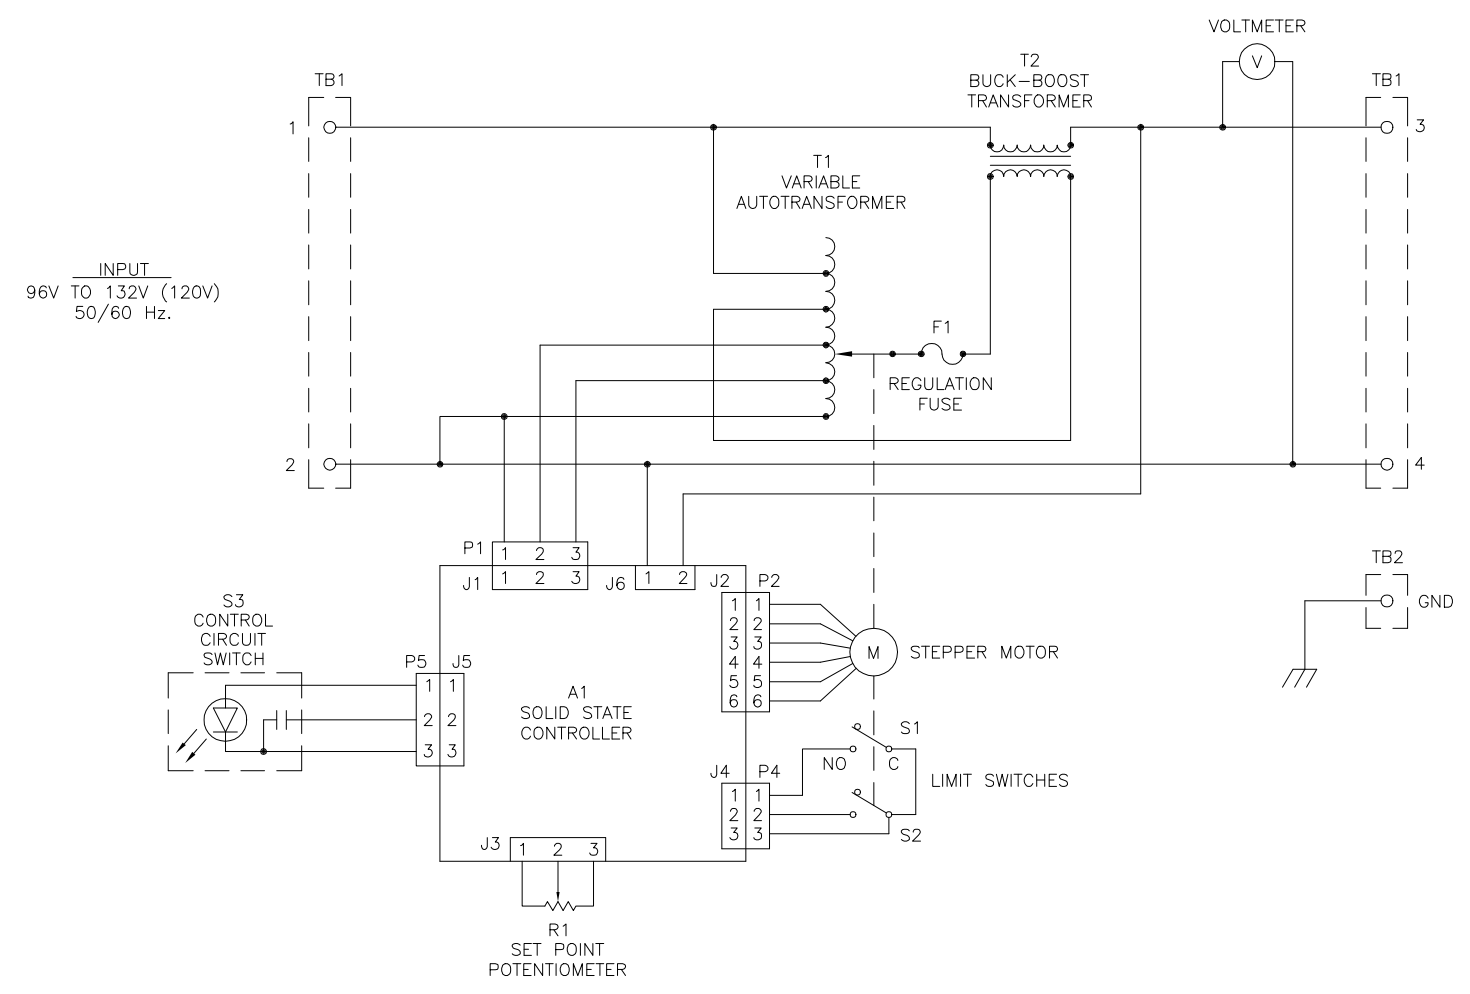 VOLTMETER
V
T2
BUCK-BOOST
TRANSFORMER
TB1
TB1
1
3
T1
VARIABLE
AUTOTRANSFORMER
INPUT
96V TO 132V (120V)
50/60 Hz.
F1
REGULATION
FUSE
2
4
P1
1 2 3
J1
1 2 3
J6
1 2
J2 P2
1 1
2 2
3 3
4 4
5 5
6 6
M
STEPPER MOTOR
TB2
GND
S3
CONTROL
CIRCUIT
SWITCH
P5 J5
1 1
2 2
3 3
A1
SOLID STATE
CONTROLLER
S1
NO C
LIMIT SWITCHES
S2
J4 P4
1 1
2 2
3 3
J3
1 2 3
R1
SET POINT
POTENTIOMETER